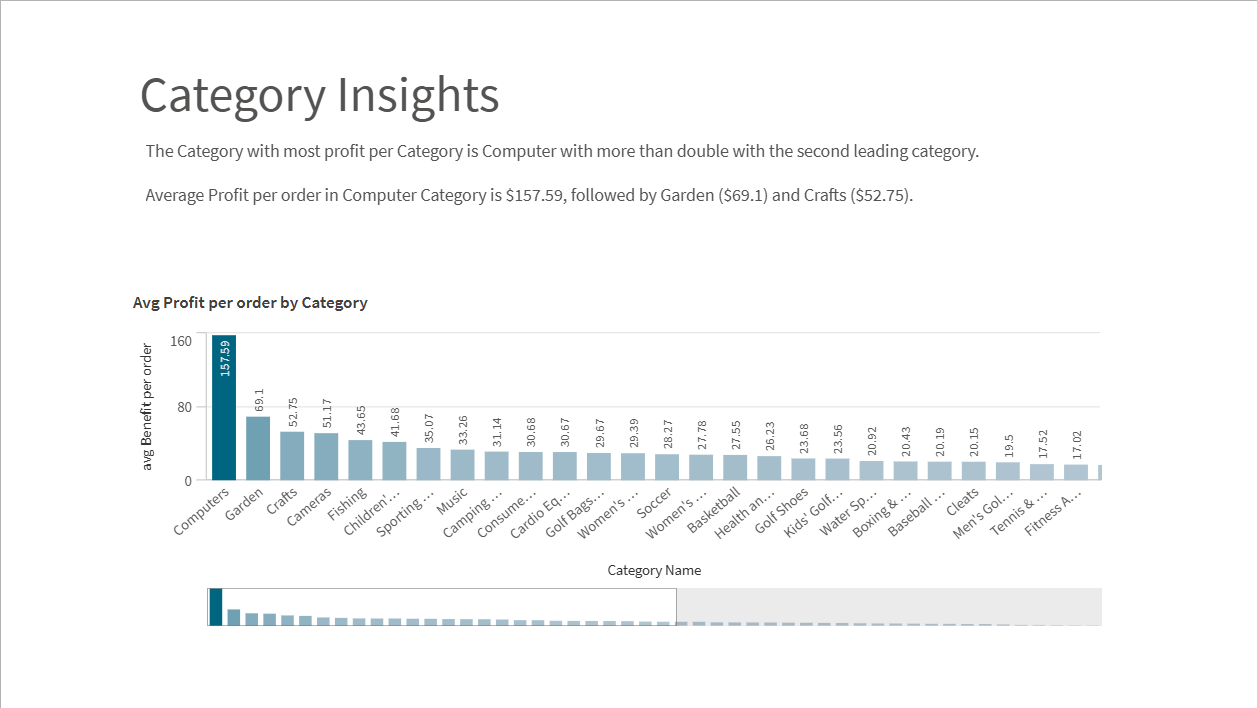 Category Insights
The Category with most profit per Category is Computer with more than double with the second leading category.
Average Profit per order in Computer Category is $157.59, followed by Garden ($69.1) and Crafts ($52.75).
Avg Profit per order by Category
avg Benefit per order
160
80
0
157.59
69.1
52.75
51.17
43.65
41.68
35.07
33.26
31.14
30.68
30.67
29.67
29.39
28.27
27.78
27.55
26.23
23.68
23.56
20.92
20.43
20.19
20.15
19.5
17.52
17.02
Computers
Garden
Crafts
Cameras
Fishing
Children'...
Sporting ...
Music
Camping ...
Consume...
Cardio Eq...
Golf Bags...
Women's ...
Soccer
Women's ...
Basketball
Health an...
Golf Shoes
Kids' Golf...
Water Sp...
Boxing & ...
Baseball ...
Cleats
Men's Gol...
Tennis & ...
Fitness A...
Category Name